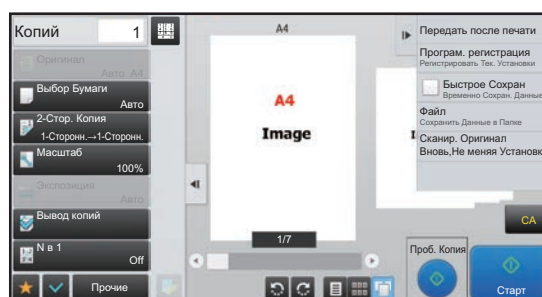 Копий 1
Оригинал
Авто A4
Выбор Бумаги
Авто
2-Стор. Копия
1-Сторонн.→1-Сторонн.
Масштаб
100%
Экспозиция
Авто
Вывод копий
N в 1
Off
Прочие
A4
A4
Image
I
1/7
Передать после печати
Програм. регистрация
Регистрировать Тек. Установки
Быстрое Сохран
Временно Сохран. Данные
Файл
Сохранить Данные в Папке
Сканир. Оригинал
Вновь,Не меняя Установк
CA
Проб. Копия
Старт